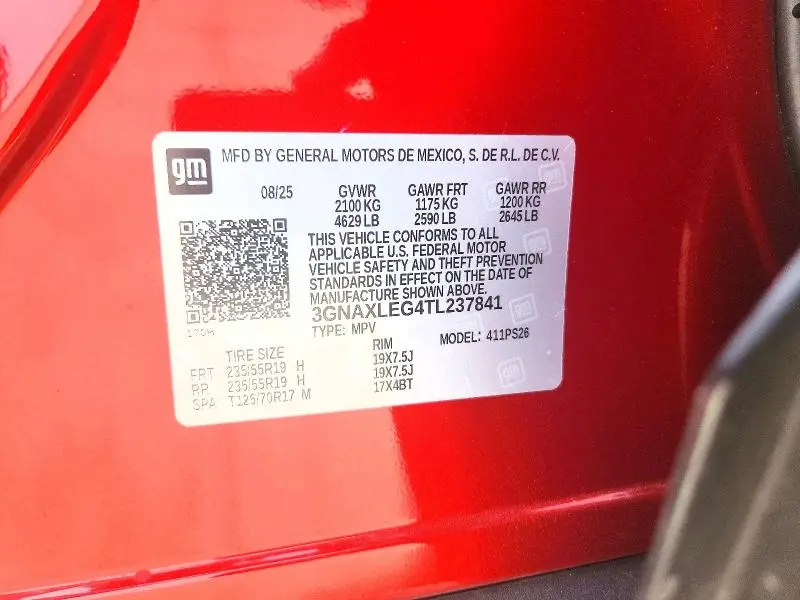 gm
MFD BY GENERAL MOTORS DE MEXICO, S. DE R.L. DE C.V.
08/25 GVWR GAWR FRT GAWR RR
2100 KG 1175 KG 1200 KG
4629 LB 2590 LB 2645 LB
THIS VEHICLE CONFORMS TO ALL
APPLICABLE U.S. FEDERAL MOTOR
VEHICLE SAFETY AND THEFT PREVENTION
STANDARDS IN EFFECT ON THE DATE OF
MANUFACTURE SHOWN ABOVE.
3GNAXLEG4TL237841
TYPE: MPV MODEL: 411PS26
TIRE SIZE RIM
FRT 235/55R19 H 19X7.5J
RR 235/55R19 H 19X7.5J
SPA T125/70R17 M 17X4BT